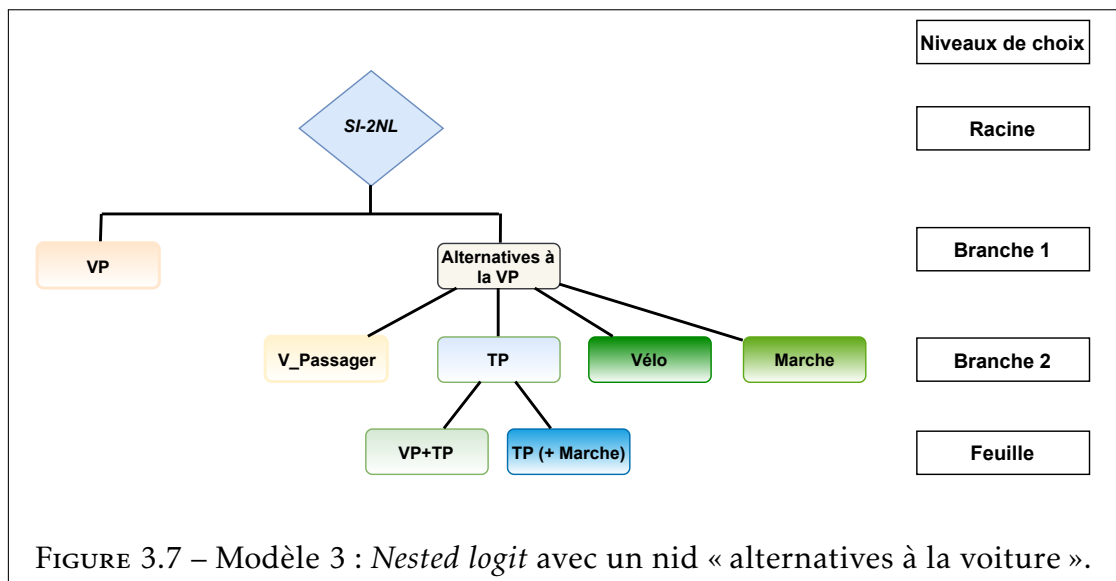 Niveaux de choix
SI-2NL
Racine
VP
Alternatives à
la VP
Branche 1
V_Passager
TP
Vélo
Marche
Branche 2
VP+TP
TP (+ Marche)
Feuille
FIGURE 3.7 – Modèle 3 : Nested logit avec un nid « alternatives à la voiture ».